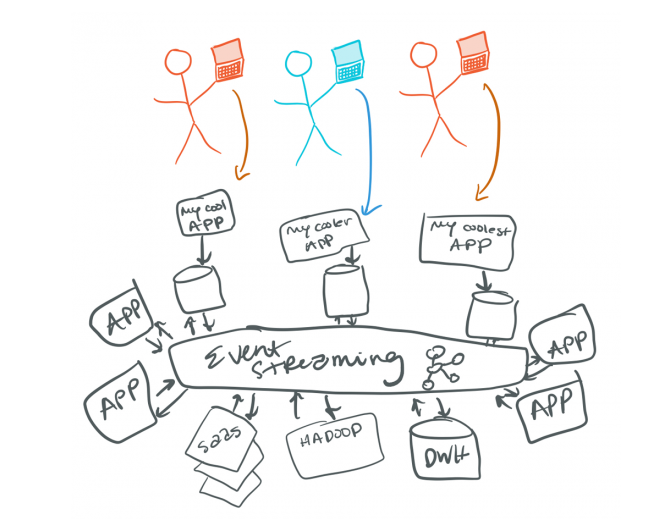 my cool
APP
my cooler
APP
my coolest
APP
APP
Event
Streaming
APP
APP
APP
SaaS
HADOOP
DWH